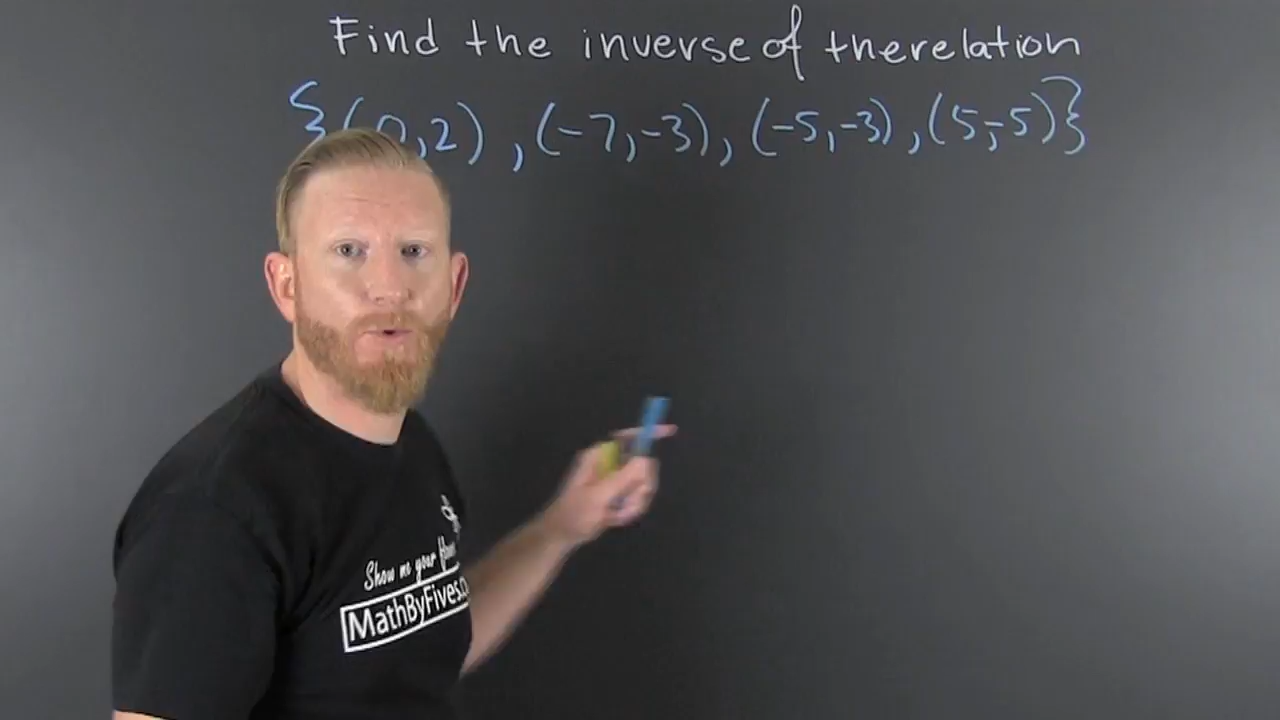 Find the inverse of therelation
{(0,2) , (-7,-3), (-5,-3) , (5,-5)}
Show me your
MathByFives.